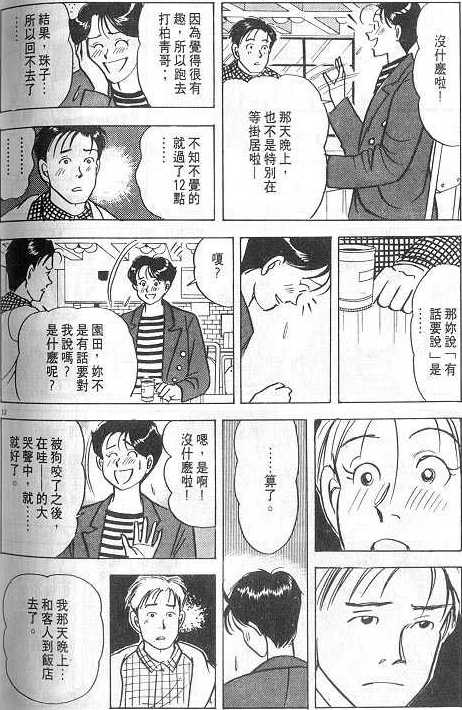 沒什麼啦！
那天晚上，
也不是特別在
等掛居啦—
因為覺得很有
趣，所以跑去
打柏青哥：
結果，珠子…
所以回不去了
……
不知不覺的
就過了12點
……
那妳說「有
話要說」是
……
嗄？
園田，妳不
是有話要對
我說嗎？
是什麼呢？
……算了。
嗯，是啊！
沒什麼啦！
被狗咬了之後，
在哇——的大
哭聲中，就……
就好了。
我那天晚上…
和客人到飯店
去了。
12